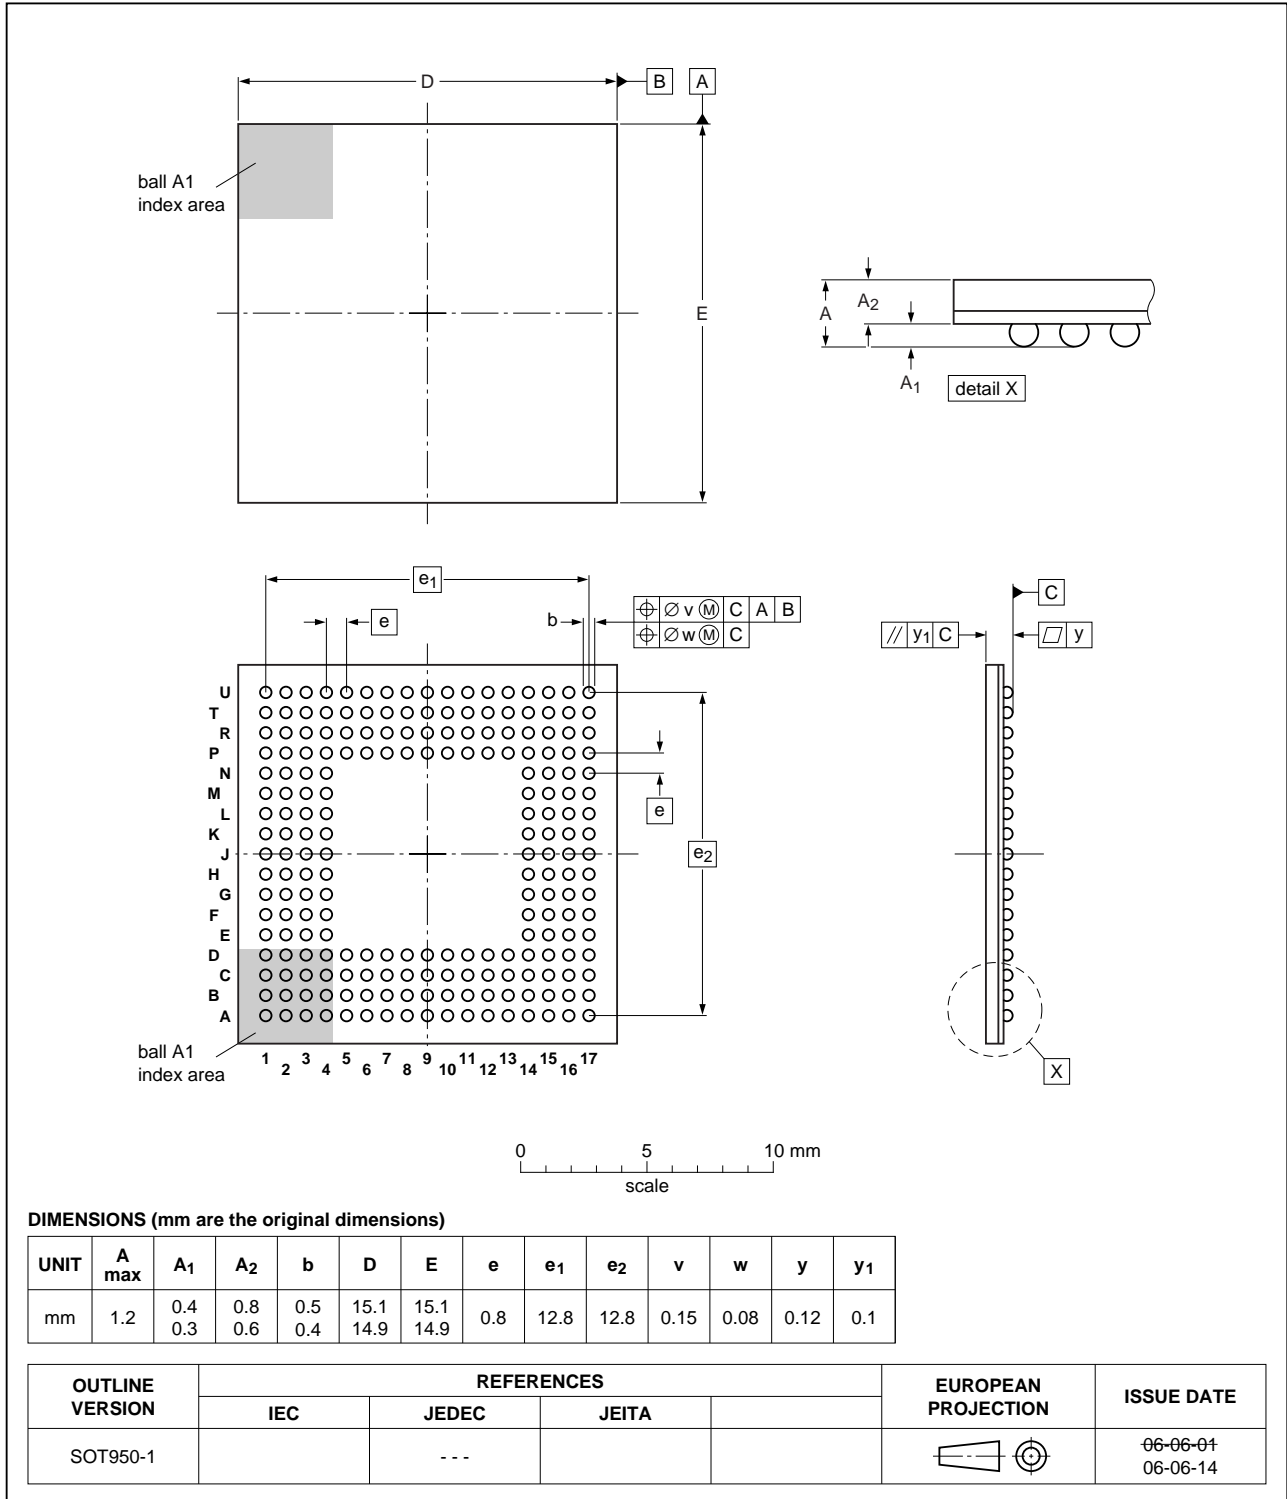 D B A
ball A1
index area
E
A A2
A1
detail X
e1
e
b ⌖ ∅ v Ⓜ C A B
⌖ ∅ w Ⓜ C
C
// y1 C ▱ y
U
T
R
P
N
M
L
K
J
H
G
F
E
D
C
B
A
e
e2
X
ball A1
index area
1 2 3 4 5 6 7 8 9 10 11 12 13 14 15 16 17
0 5 10 mm
scale
DIMENSIONS (mm are the original dimensions)
UNIT A max A1 A2 b D E e e1 e2 v w y y1
mm 1.2 0.4 0.3 0.8 0.6 0.5 0.4 15.1 14.9 15.1 14.9 0.8 12.8 12.8 0.15 0.08 0.12 0.1
OUTLINE VERSION REFERENCES EUROPEAN PROJECTION ISSUE DATE
IEC JEDEC JEITA
SOT950-1 - - - 06-06-01
06-06-14